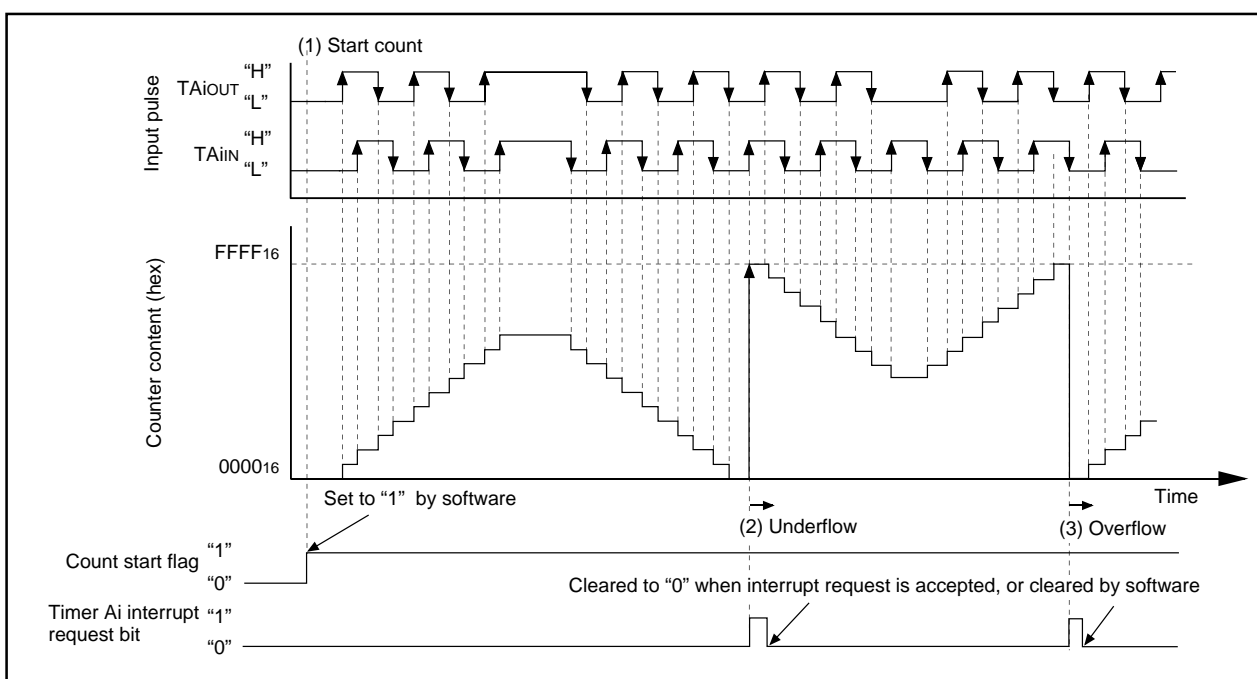 (1) Start count
Input pulse
TAiOUT
“H”
“L”
TAiIN
“H”
“L”
Counter content (hex)
FFFF16
000016
Time
Set to “1” by software
(2) Underflow
(3) Overflow
Count start flag
“1”
“0”
Cleared to “0” when interrupt request is accepted, or cleared by software
Timer Ai interrupt
request bit
“1”
“0”